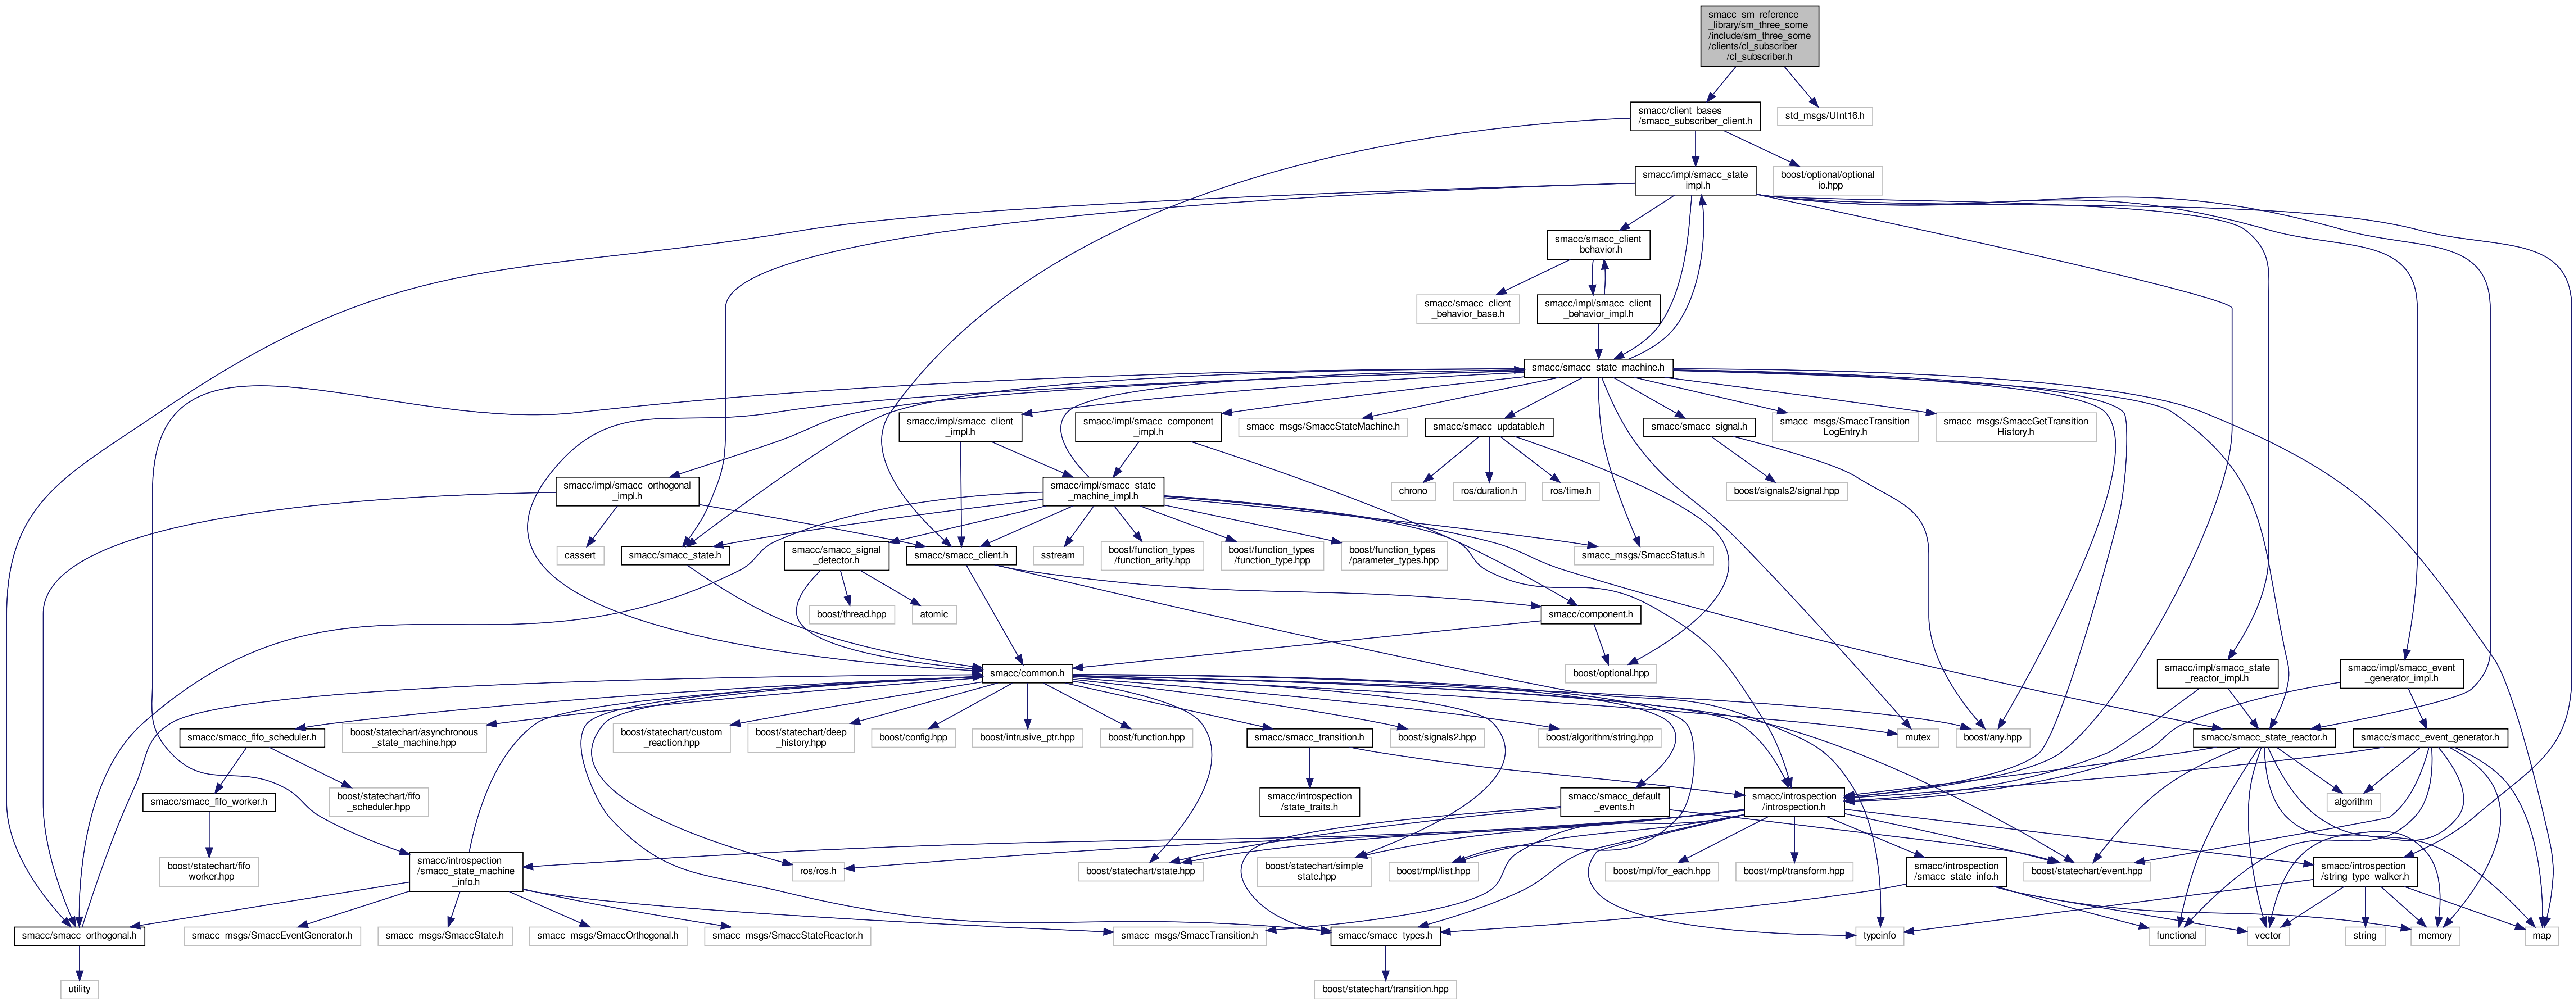 smacc_sm_reference
_library/sm_three_some
/include/sm_three_some
/clients/cl_subscriber
/cl_subscriber.h
smacc/client_bases
/smacc_subscriber_client.h
std_msgs/UInt16.h
smacc/impl/smacc_state
_impl.h
boost/optional/optional
_io.hpp
smacc/smacc_client
_behavior.h
smacc/smacc_client
_behavior_base.h
smacc/impl/smacc_client
_behavior_impl.h
smacc/smacc_state_machine.h
smacc/impl/smacc_client
_impl.h
smacc/impl/smacc_component
_impl.h
smacc_msgs/SmaccStateMachine.h
smacc/smacc_updatable.h
smacc/smacc_signal.h
smacc_msgs/SmaccTransition
LogEntry.h
smacc_msgs/SmaccGetTransition
History.h
smacc/impl/smacc_orthogonal
_impl.h
smacc/impl/smacc_state
_machine_impl.h
chrono
ros/duration.h
ros/time.h
boost/signals2/signal.hpp
cassert
smacc/smacc_state.h
smacc/smacc_signal
_detector.h
smacc/smacc_client.h
sstream
boost/function_types
/function_arity.hpp
boost/function_types
/function_type.hpp
boost/function_types
/parameter_types.hpp
smacc_msgs/SmaccStatus.h
boost/thread.hpp
atomic
smacc/component.h
smacc/common.h
boost/optional.hpp
smacc/impl/smacc_state
_reactor_impl.h
smacc/impl/smacc_event
_generator_impl.h
smacc/smacc_fifo_scheduler.h
boost/statechart/asynchronous
_state_machine.hpp
boost/statechart/custom
_reaction.hpp
boost/statechart/deep
_history.hpp
boost/config.hpp
boost/intrusive_ptr.hpp
boost/function.hpp
smacc/smacc_transition.h
boost/signals2.hpp
boost/algorithm/string.hpp
mutex
boost/any.hpp
smacc/smacc_state_reactor.h
smacc/smacc_event_generator.h
smacc/smacc_fifo_worker.h
boost/statechart/fifo
_scheduler.hpp
smacc/introspection
/state_traits.h
smacc/smacc_default
_events.h
smacc/introspection
/introspection.h
algorithm
boost/statechart/fifo
_worker.hpp
smacc/introspection
/smacc_state_machine
_info.h
ros/ros.h
boost/statechart/state.hpp
boost/statechart/simple
_state.hpp
boost/mpl/list.hpp
boost/mpl/for_each.hpp
boost/mpl/transform.hpp
smacc/introspection
/smacc_state_info.h
boost/statechart/event.hpp
smacc/introspection
/string_type_walker.h
smacc/smacc_orthogonal.h
smacc_msgs/SmaccEventGenerator.h
smacc_msgs/SmaccState.h
smacc_msgs/SmaccOrthogonal.h
smacc_msgs/SmaccStateReactor.h
smacc_msgs/SmaccTransition.h
smacc/smacc_types.h
typeinfo
functional
vector
string
memory
map
utility
boost/statechart/transition.hpp